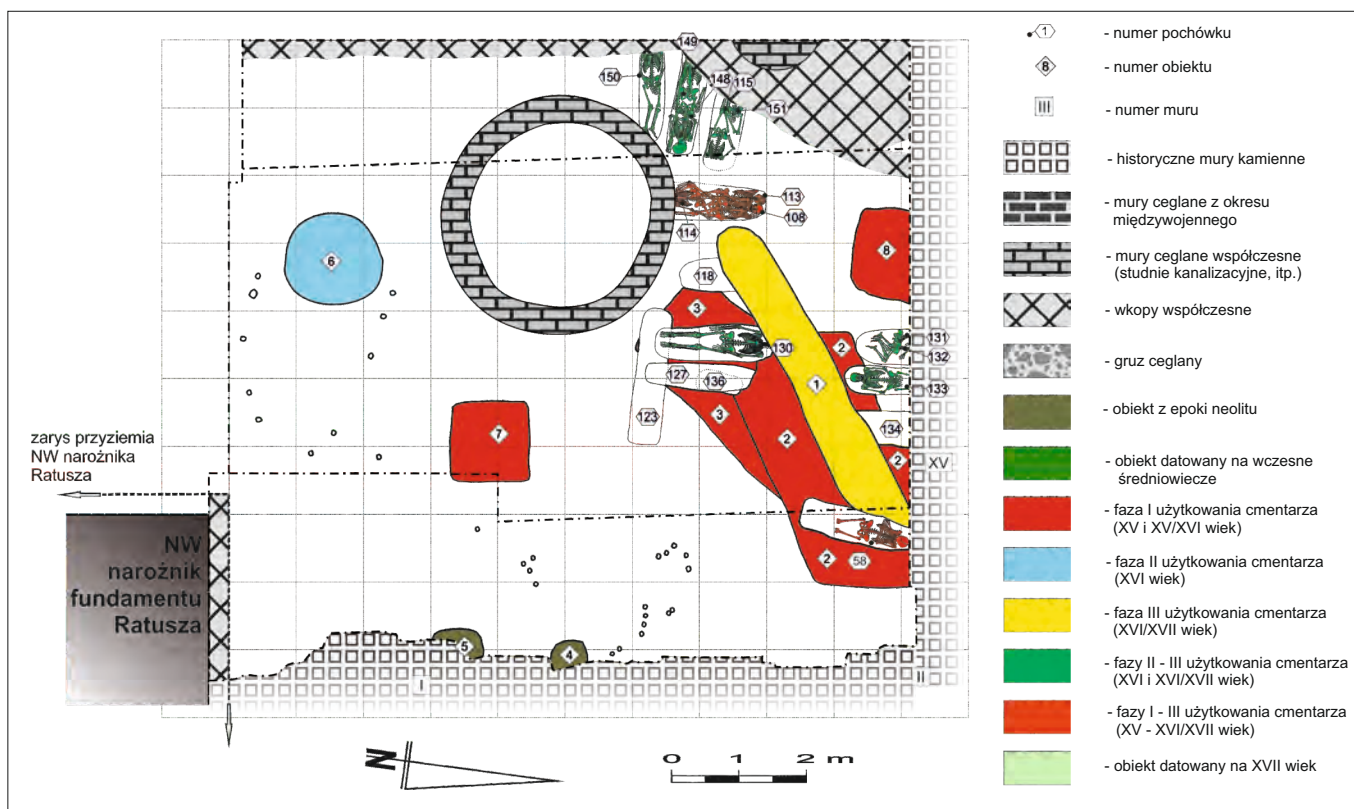 149
150
148
115
151
113
108
114
118
6
8
3
130
2
131
132
133
1
127
136
123
3
2
134
2
7
XV
2
58
5
4
I
II
zarys przyziemia
NW narożnika
Ratusza
NW
narożnik
fundamentu
Ratusza
N
0 1 2 m
1 - numer pochówku
8 - numer obiektu
III - numer muru
- historyczne mury kamienne
- mury ceglane z okresu
międzywojennego
- mury ceglane współczesne
(studnie kanalizacyjne, itp.)
- wkopy współczesne
- gruz ceglany
- obiekt z epoki neolitu
- obiekt datowany na wczesne
średniowiecze
- faza I użytkowania cmentarza
(XV i XV/XVI wiek)
- faza II użytkowania cmentarza
(XVI wiek)
- faza III użytkowania cmentarza
(XVI/XVII wiek)
- fazy II - III użytkowania cmentarza
(XVI i XVI/XVII wiek)
- fazy I - III użytkowania cmentarza
(XV - XVI/XVII wiek)
- obiekt datowany na XVII wiek